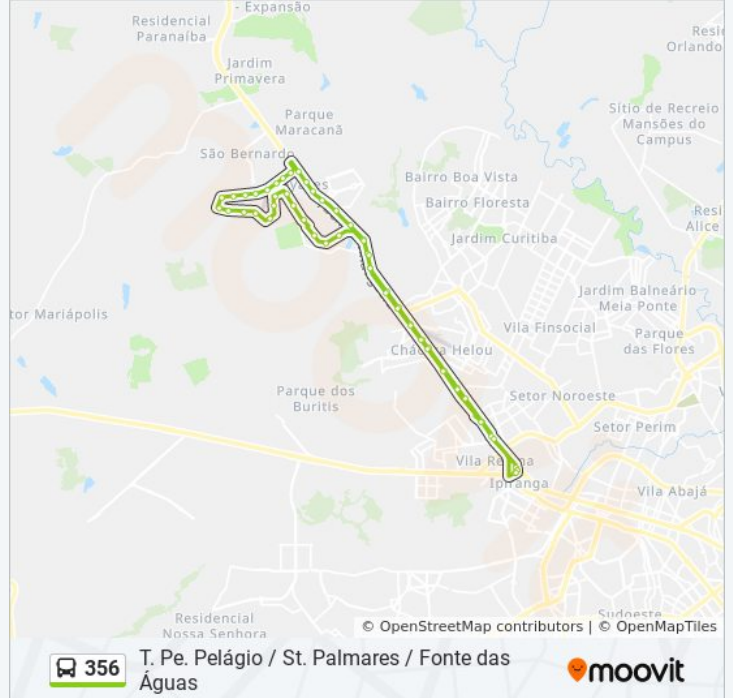 - Expansão
Residencial
Paranaíba
Resi
Orlando
Jardim
Primavera
Parque
Maracanã
Sítio de Recreio
Mansões do
Campus
São Bernardo
Bairro Boa Vista
Bairro Floresta
Resi
Alice
Jardim Curitiba
Jardim Balneário
Meia Ponte
tor Mariápolis
Vila Finsocial
Parque
das Flores
Chácara Helou
Parque dos
Buritis
Setor Noroeste
Setor Perim
Vila Regina
Ipiranga
Vila Abajá
Residencial
Nossa Senhora
Sudoeste
© OpenStreetMap contributors | © OpenMapTiles
356
T. Pe. Pelágio / St. Palmares / Fonte das
Águas
moovit